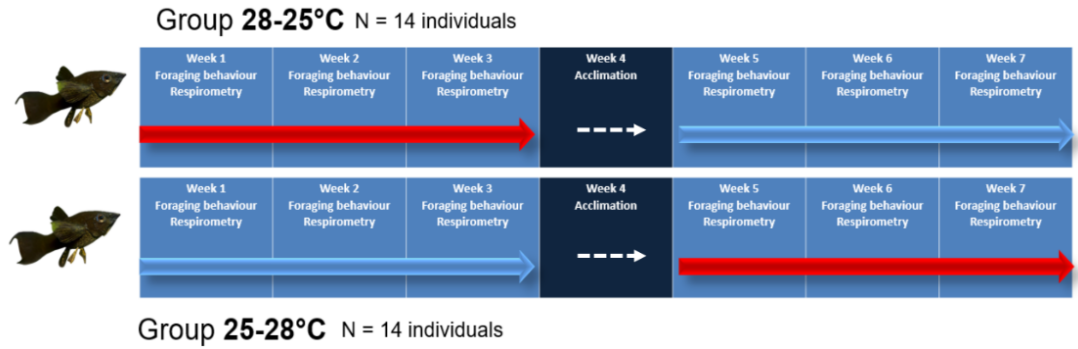 Group 28-25°C N = 14 individuals
Week 1
Foraging behaviour
Respirometry
Week 2
Foraging behaviour
Respirometry
Week 3
Foraging behaviour
Respirometry
Week 4
Acclimation
Week 5
Foraging behaviour
Respirometry
Week 6
Foraging behaviour
Respirometry
Week 7
Foraging behaviour
Respirometry
Week 1
Foraging behaviour
Respirometry
Week 2
Foraging behaviour
Respirometry
Week 3
Foraging behaviour
Respirometry
Week 4
Acclimation
Week 5
Foraging behaviour
Respirometry
Week 6
Foraging behaviour
Respirometry
Week 7
Foraging behaviour
Respirometry
Group 25-28°C N = 14 individuals